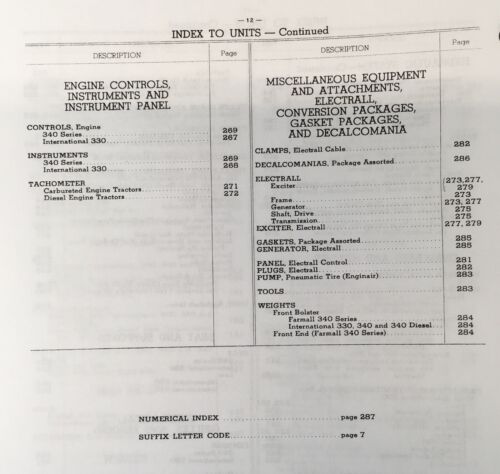 — 12 —
INDEX TO UNITS — Continued
DESCRIPTION Page
ENGINE CONTROLS,
INSTRUMENTS AND
INSTRUMENT PANEL
CONTROLS, Engine
340 Series 269
International 330 267
INSTRUMENTS
340 Series 269
International 330 268
TACHOMETER
Carbureted Engine Tractors 271
Diesel Engine Tractors 272
DESCRIPTION Page
MISCELLANEOUS EQUIPMENT
AND ATTACHMENTS,
ELECTRALL,
CONVERSION PACKAGES,
GASKET PACKAGES,
AND DECALCOMANIA
CLAMPS, Electrall Cable 282
DECALCOMANIAS, Package Assorted 286
ELECTRALL
Exciter 273, 277, 279
Frame 273
Generator 273, 277
Shaft, Drive 275
Transmission 275
EXCITER, Electrall 277, 279
GASKETS, Package Assorted 285
GENERATOR, Electrall 285
PANEL, Electrall Control 281
PLUGS, Electrall 282
PUMP, Pneumatic Tire (Enginair) 283
TOOLS 283
WEIGHTS
Front Bolster
Farmall 340 Series 284
International 330, 340 and 340 Diesel 284
Front End (Farmall 340 Series) 284
NUMERICAL INDEX page 287
SUFFIX LETTER CODE page 7